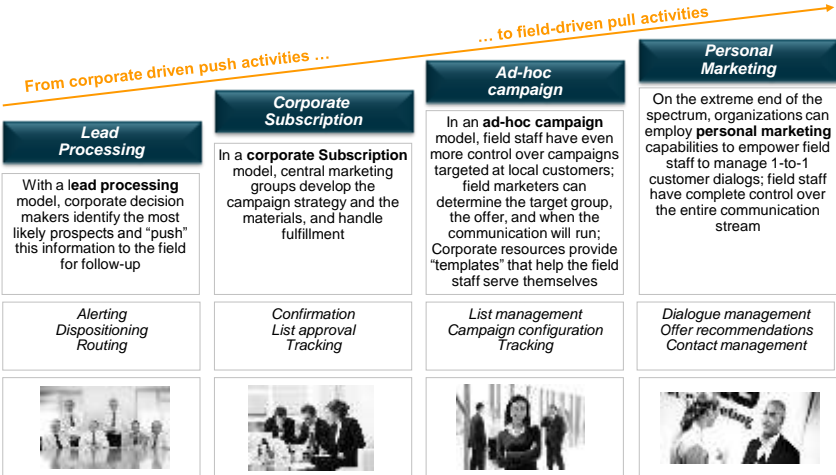 From corporate driven push activities …
… to field-driven pull activities
Lead
Processing
With a lead processing
model, corporate decision
makers identify the most
likely prospects and “push”
this information to the field
for follow-up
Alerting
Dispositioning
Routing
Corporate
Subscription
In a corporate Subscription
model, central marketing
groups develop the
campaign strategy and the
materials, and handle
fulfillment
Confirmation
List approval
Tracking
Ad-hoc
campaign
In an ad-hoc campaign
model, field staff have even
more control over campaigns
targeted at local customers;
field marketers can
determine the target group,
the offer, and when the
communication will run;
Corporate resources provide
“templates” that help the field
staff serve themselves
List management
Campaign configuration
Tracking
Personal
Marketing
On the extreme end of the
spectrum, organizations can
employ personal marketing
capabilities to empower field
staff to manage 1-to-1
customer dialogs; field staff
have complete control over
the entire communication
stream
Dialogue management
Offer recommendations
Contact management